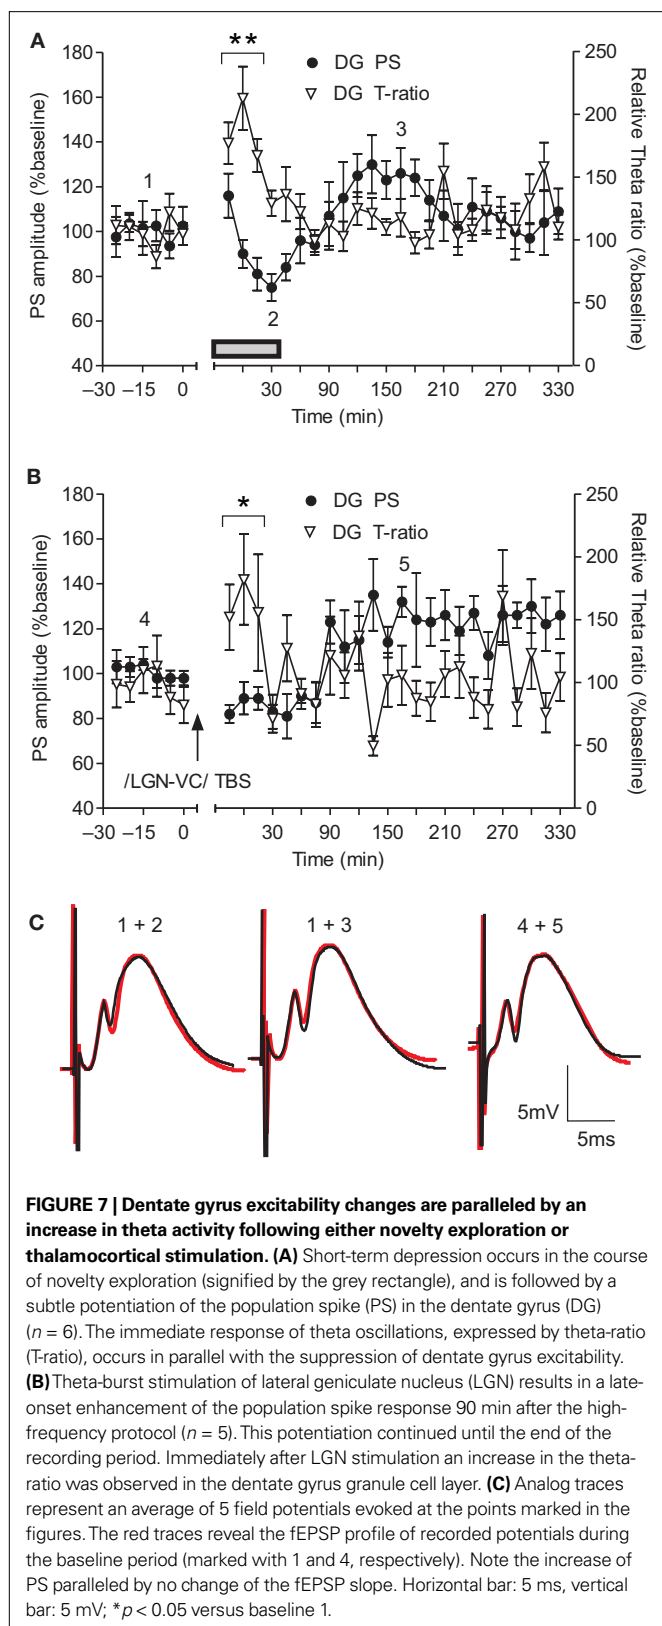 A
180
160
140
120
100
80
60
40
PS amplitude (%baseline)
**
DG PS
DG T-ratio
1
2
3
250
200
150
100
50
0
Relative Theta ratio (%baseline)
−30 −15 0 30 90 150 210 270 330
Time (min)
B
180
160
140
120
100
80
60
40
PS amplitude (%baseline)
*
DG PS
DG T-ratio
4
5
/LGN-VC/ TBS
250
200
150
100
50
0
Relative Theta ratio (%baseline)
−30 −15 0 30 90 150 210 270 330
Time (min)
C
1 + 2
1 + 3
4 + 5
5mV
5ms
FIGURE 7 | Dentate gyrus excitability changes are paralleled by an
increase in theta activity following either novelty exploration or
thalamocortical stimulation. (A) Short-term depression occurs in the course
of novelty exploration (signified by the grey rectangle), and is followed by a
subtle potentiation of the population spike (PS) in the dentate gyrus (DG)
(n = 6). The immediate response of theta oscillations, expressed by theta-ratio
(T-ratio), occurs in parallel with the suppression of dentate gyrus excitability.
(B) Theta-burst stimulation of lateral geniculate nucleus (LGN) results in a late-
onset enhancement of the population spike response 90 min after the high-
frequency protocol (n = 5). This potentiation continued until the end of the
recording period. Immediately after LGN stimulation an increase in the theta-
ratio was observed in the dentate gyrus granule cell layer. (C) Analog traces
represent an average of 5 field potentials evoked at the points marked in the
figures. The red traces reveal the fEPSP profile of recorded potentials during
the baseline period (marked with 1 and 4, respectively). Note the increase of
PS paralleled by no change of the fEPSP slope. Horizontal bar: 5 ms, vertical
bar: 5 mV; *p < 0.05 versus baseline 1.